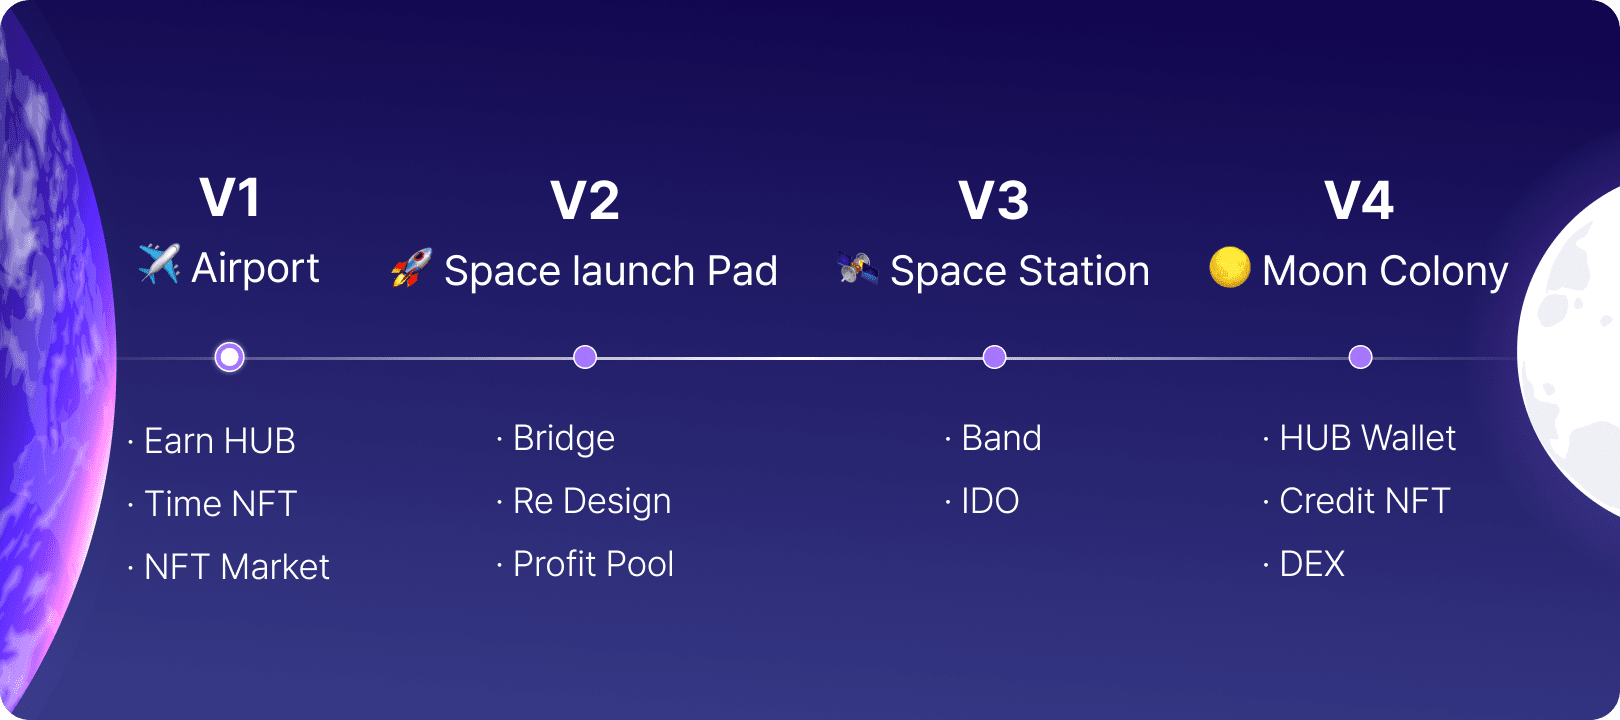 V1
✈️ Airport
· Earn HUB
· Time NFT
· NFT Market
V2
🚀 Space launch Pad
· Bridge
· Re Design
· Profit Pool
V3
🛰️ Space Station
· Band
· IDO
V4
🌕 Moon Colony
· HUB Wallet
· Credit NFT
· DEX